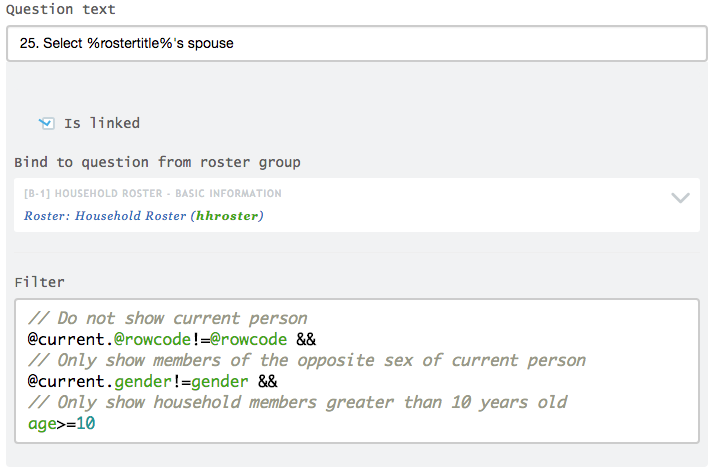 Question text
25. Select %rostertitle%'s spouse
Is linked
Bind to question from roster group
[B-1] HOUSEHOLD ROSTER - BASIC INFORMATION
Roster: Household Roster (hhroster)
Filter
// Do not show current person
@current.@rowcode!=@rowcode &&
// Only show members of the opposite sex of current person
@current.gender!=gender &&
// Only show household members greater than 10 years old
age>=10